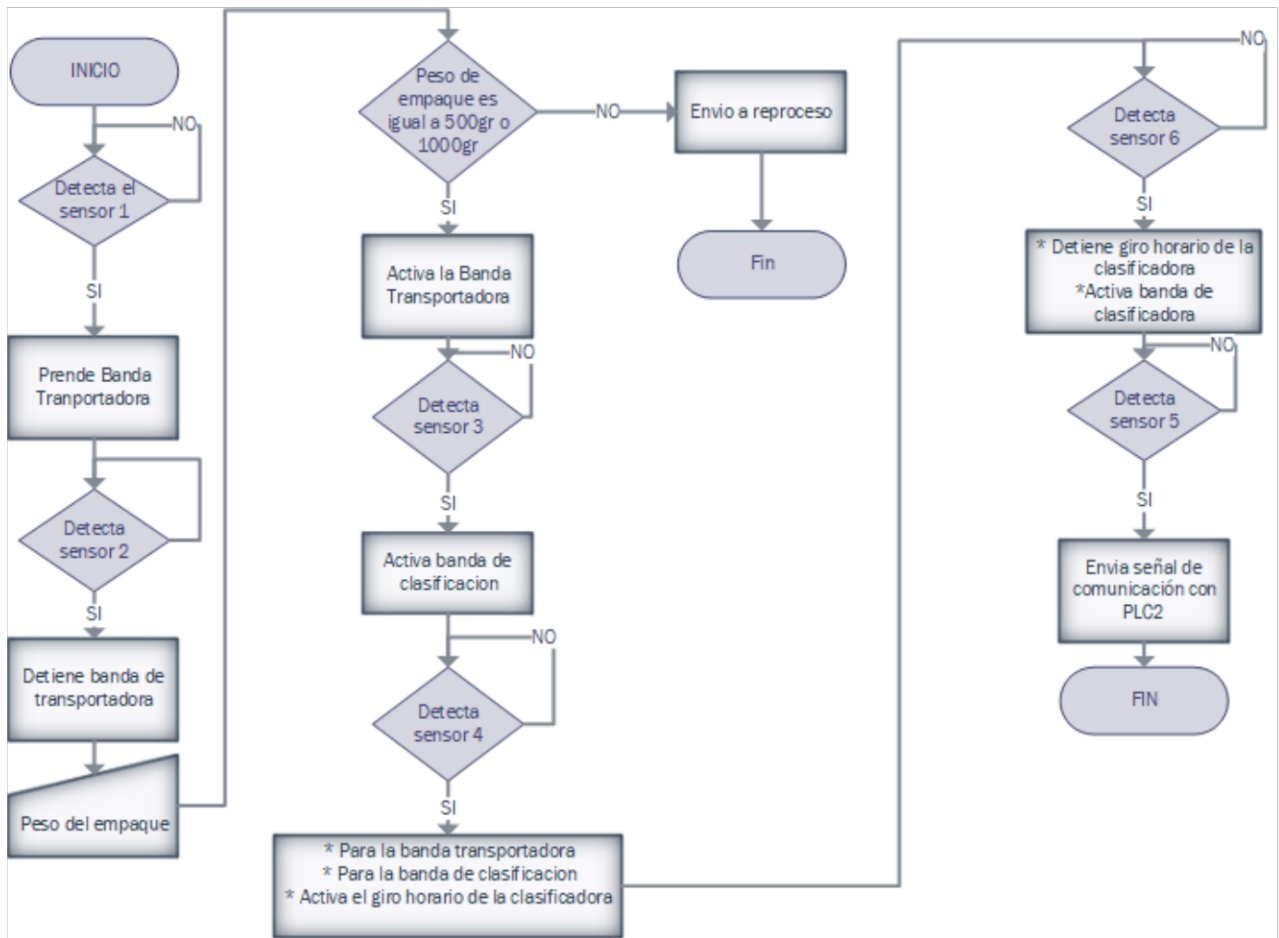 INICIO
NO
Detecta el
sensor 1
SI
Prende Banda
Tranportadora
Detecta
sensor 2
SI
Detiene banda de
transportadora
Peso del empaque
Peso de
empaque es
igual a 500gr o
1000gr
NO
Envio a reproceso
Fin
SI
Activa la Banda
Transportadora
NO
Detecta
sensor 3
SI
Activa banda de
clasificacion
NO
Detecta
sensor 4
SI
* Para la banda transportadora
* Para la banda de clasificacion
* Activa el giro horario de la clasificadora
NO
Detecta
sensor 6
SI
* Detiene giro horario de la
clasificadora
*Activa banda de
clasificadora
NO
Detecta
sensor 5
SI
Envia señal de
comunicación con
PLC2
FIN